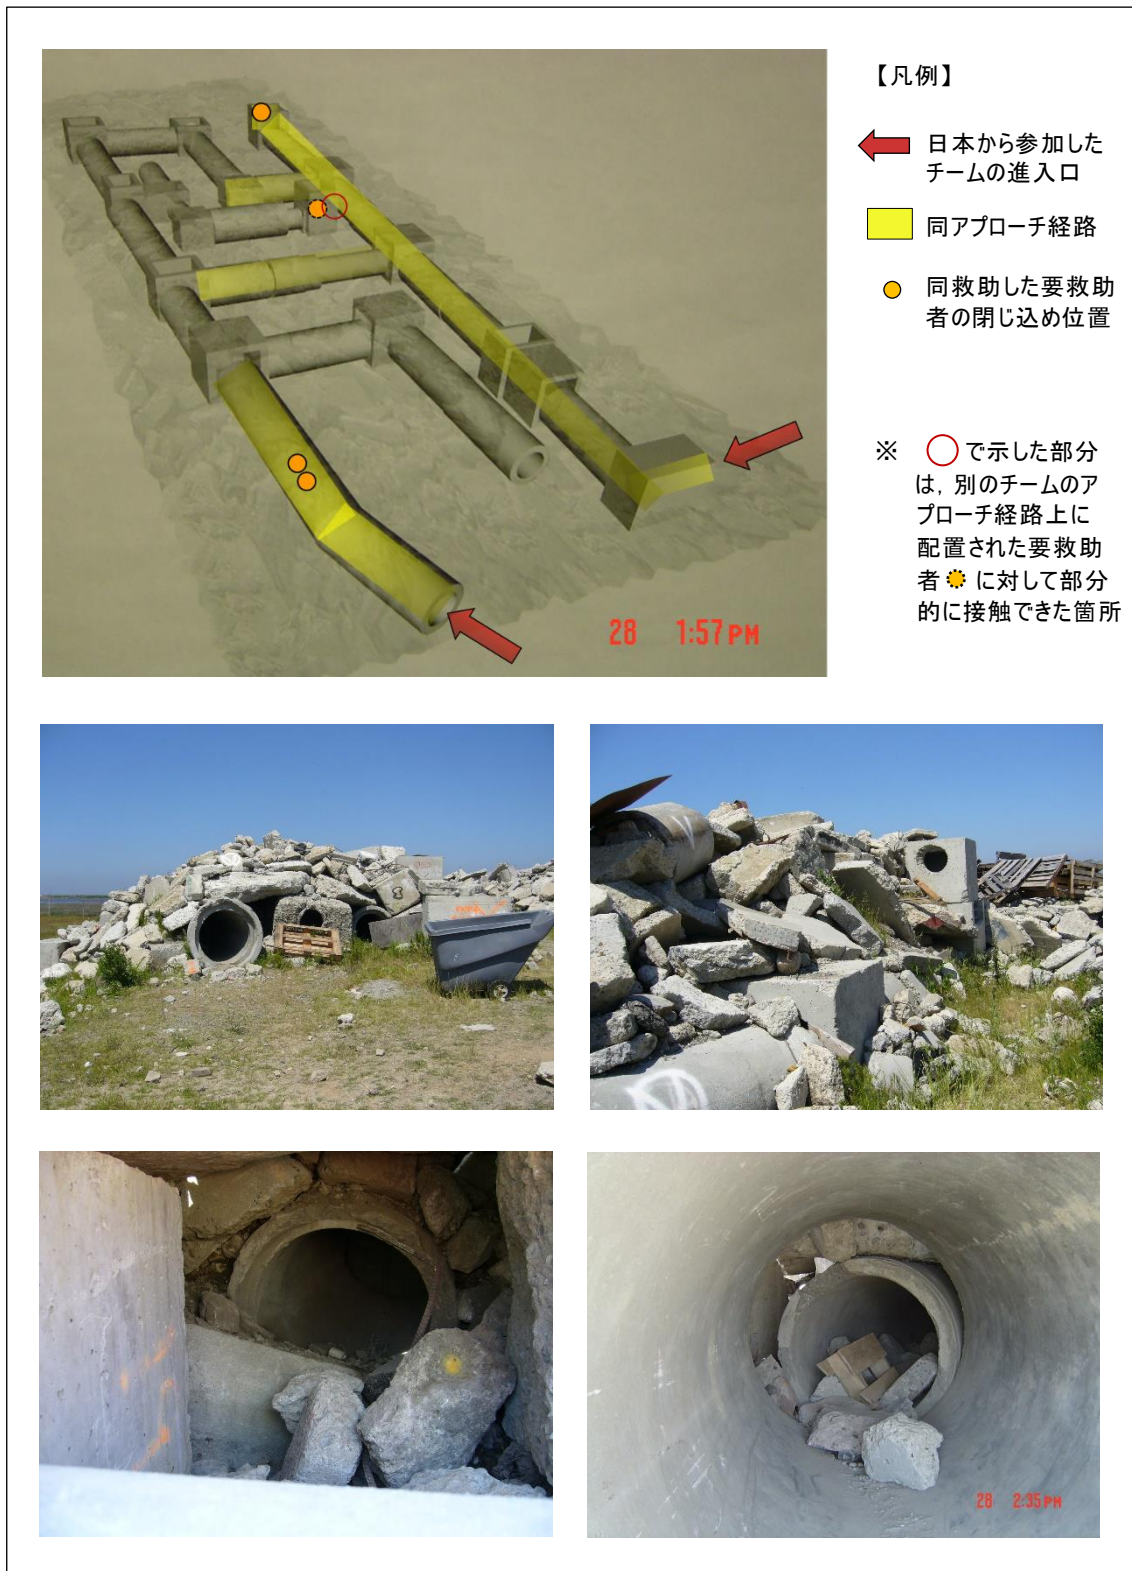 【凡例】
日本から参加した
チームの進入口
同アプローチ経路
同救助した要救助
者の閉じ込め位置
※ ○で示した部分
は，別のチームのア
プローチ経路上に
配置された要救助
者 に対して部分
的に接触できた箇所
28 1:57PM
28 2:35PM